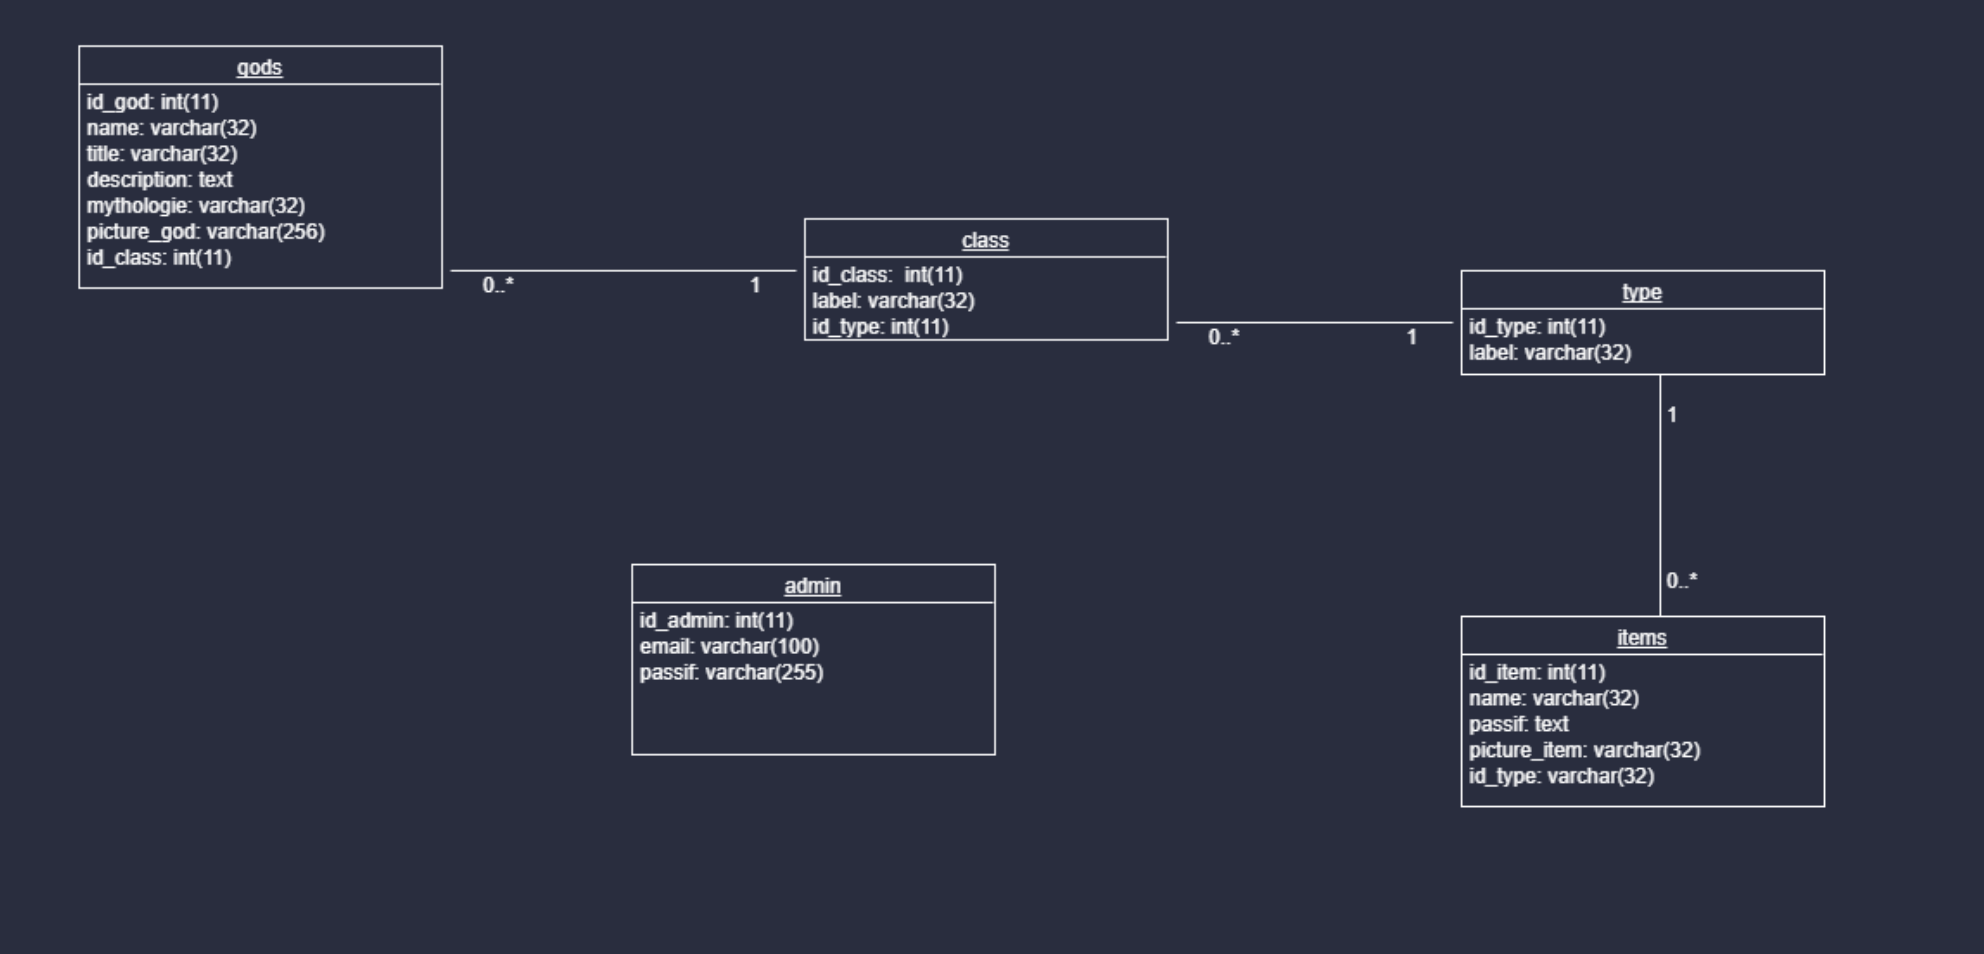 gods
id_god: int(11)
name: varchar(32)
title: varchar(32)
description: text
mythologie: varchar(32)
picture_god: varchar(256)
id_class: int(11)
0..*
1
class
id_class:  int(11)
label: varchar(32)
id_type: int(11)
0..*
1
type
id_type: int(11)
label: varchar(32)
1
0..*
admin
id_admin: int(11)
email: varchar(100)
passif: varchar(255)
items
id_item: int(11)
name: varchar(32)
passif: text
picture_item: varchar(32)
id_type: varchar(32)